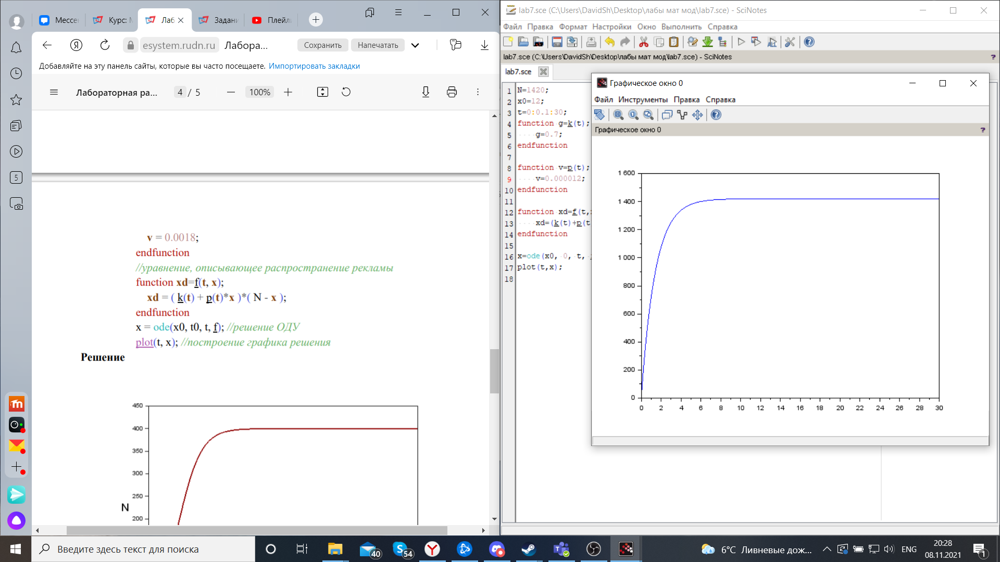 Мессе
Курс: М
Лаб
Задани
Плейл
esystem.rudn.ru
Лабора...
Сохранить
Напечатать
Добавляйте на эту панель сайты, которые вы часто посещаете. Импортировать закладки
Лабораторная ра...
4 / 5
100%
5
v = 0.0018;
endfunction
//уравнение, описывающее распространение рекламы
function xd=f(t, x);
xd = ( k(t) + p(t)*x )*( N - x );
endfunction
x = ode(x0, t0, t, f); //решение ОДУ
plot(t, x); //построение графика решения
Решение
450
400
350
300
250
200
N
lab7.sce (C:\Users\DavidSh\Desktop\лабы мат мод\lab7.sce) - SciNotes
Файл Правка Формат Настройки Окно Выполнить Справка
lab7.sce (C:\Users\DavidSh\Desktop\лабы мат мод\lab7.sce) - SciNotes
?
lab7.sce
1 N=1420;
2 x0=12;
3 t=0:0.1:30;
4 function g=k(t);
5 g=0.7;
6 endfunction
7
8 function v=p(t);
9 v=0.000012;
10 endfunction
11
12 function xd=f(t,
13 xd=(k(t)+p(t
14 endfunction
15
16 x=ode(x0, 0, t,
17 plot(t,x);
18
Графическое окно 0
Файл Инструменты Правка Справка
Графическое окно 0
?
1 600
1 400
1 200
1 000
800
600
400
200
0
0 2 4 6 8 10 12 14 16 18 20 22 24 26 28 30
Введите здесь текст для поиска
40
54
6°C Ливневые дож...
ENG
20:28
08.11.2021
1